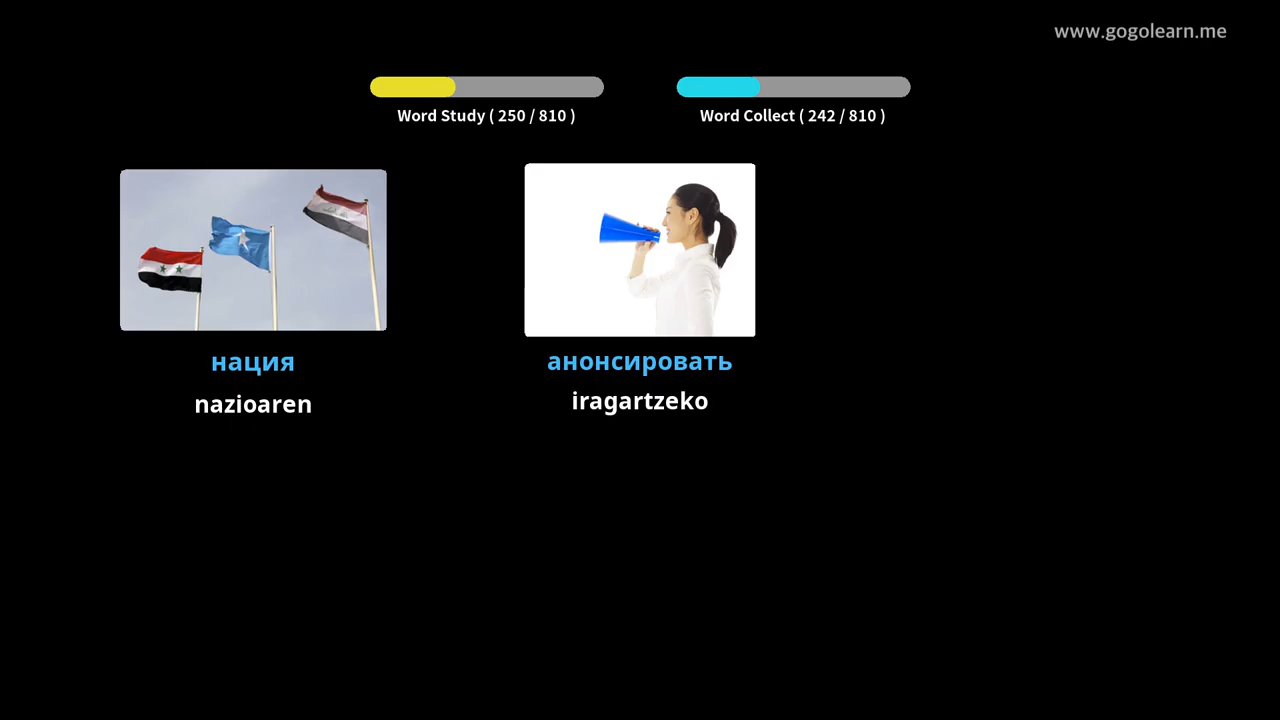 www.gogolearn.me
Word Study ( 250 / 810 )
Word Collect ( 242 / 810 )
нация
nazioaren
анонсировать
iragartzeko